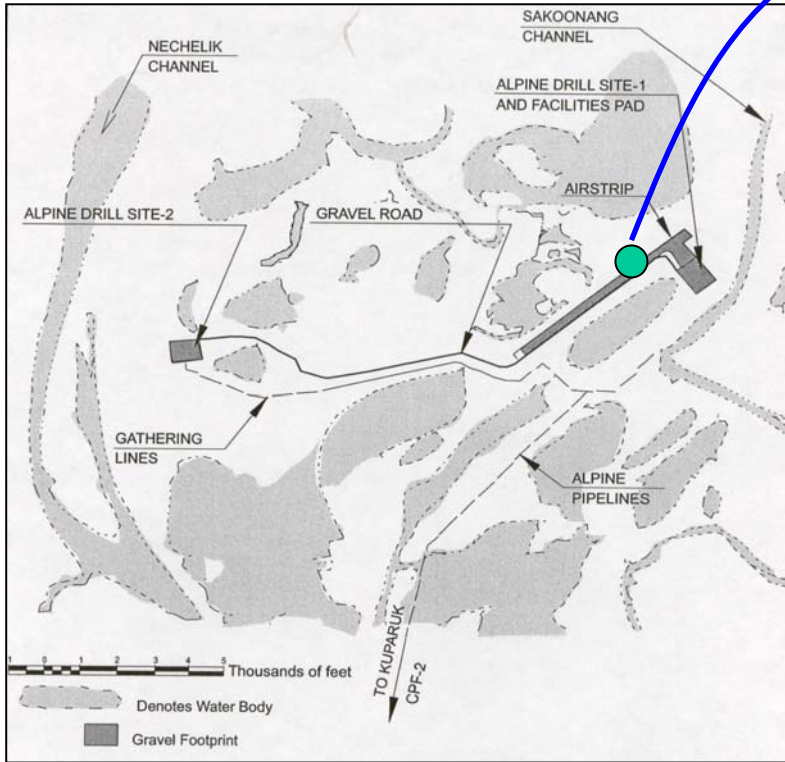 SAKOONANG
CHANNEL
NECHELIK
CHANNEL
ALPINE DRILL SITE-1
AND FACILITIES PAD
AIRSTRIP
ALPINE DRILL SITE-2
GRAVEL ROAD
GATHERING
LINES
ALPINE
PIPELINES
TO KUPARUK
CPF-2
1 0 1 2 3 4 5
Thousands of feet
Denotes Water Body
Gravel Footprint